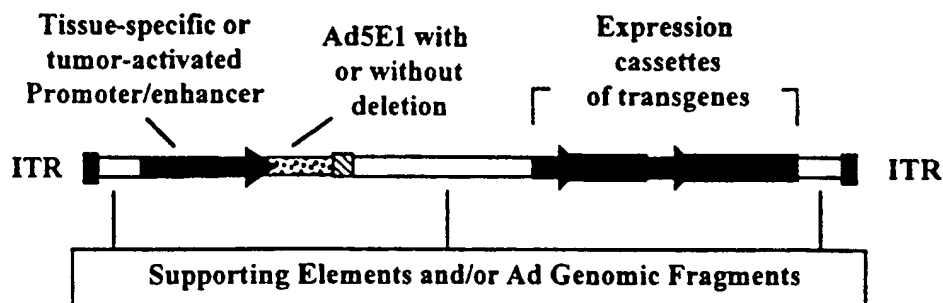 Tissue-specific or
tumor-activated
Promoter/enhancer
Ad5E1 with
or without
deletion
Expression
cassettes
of transgenes
ITR
ITR
Supporting Elements and/or Ad Genomic Fragments